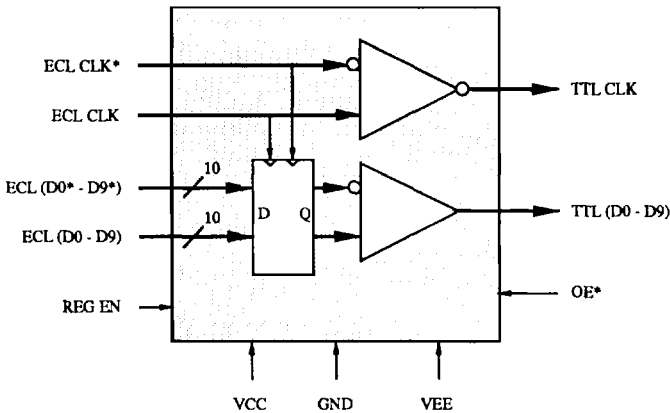 ECL CLK*
TTL CLK
ECL CLK
10
ECL (D0* - D9*)
10
D Q
TTL (D0 - D9)
ECL (D0 - D9)
REG EN
OE*
VCC GND VEE